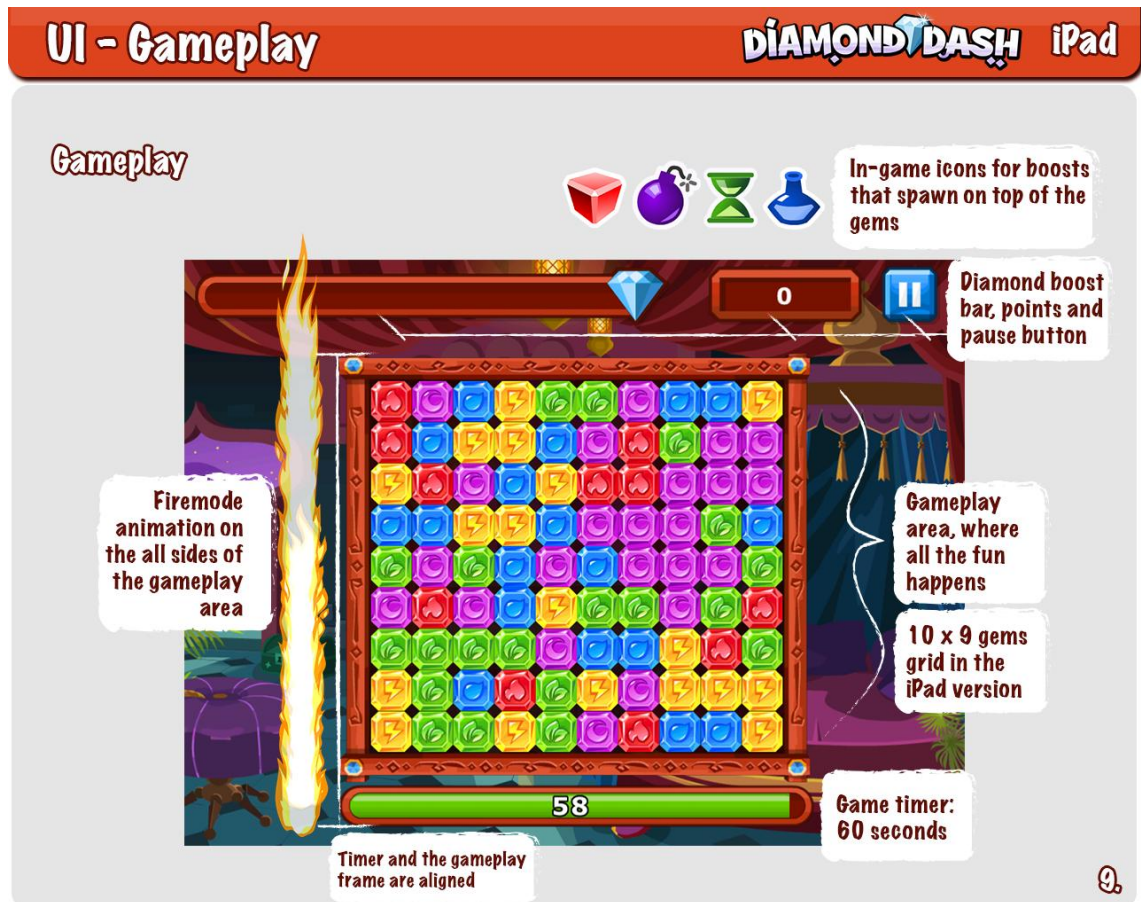 UI - Gameplay
DIAMOND DASH iPad
Gameplay
In-game icons for boosts
that spawn on top of the
gems
0
Diamond boost
bar, points and
pause button
Firemode
animation on
the all sides of
the gameplay
area
Gameplay
area, where
all the fun
happens
10 x 9 gems
grid in the
iPad version
58
Game timer:
60 seconds
Timer and the gameplay
frame are aligned
9.